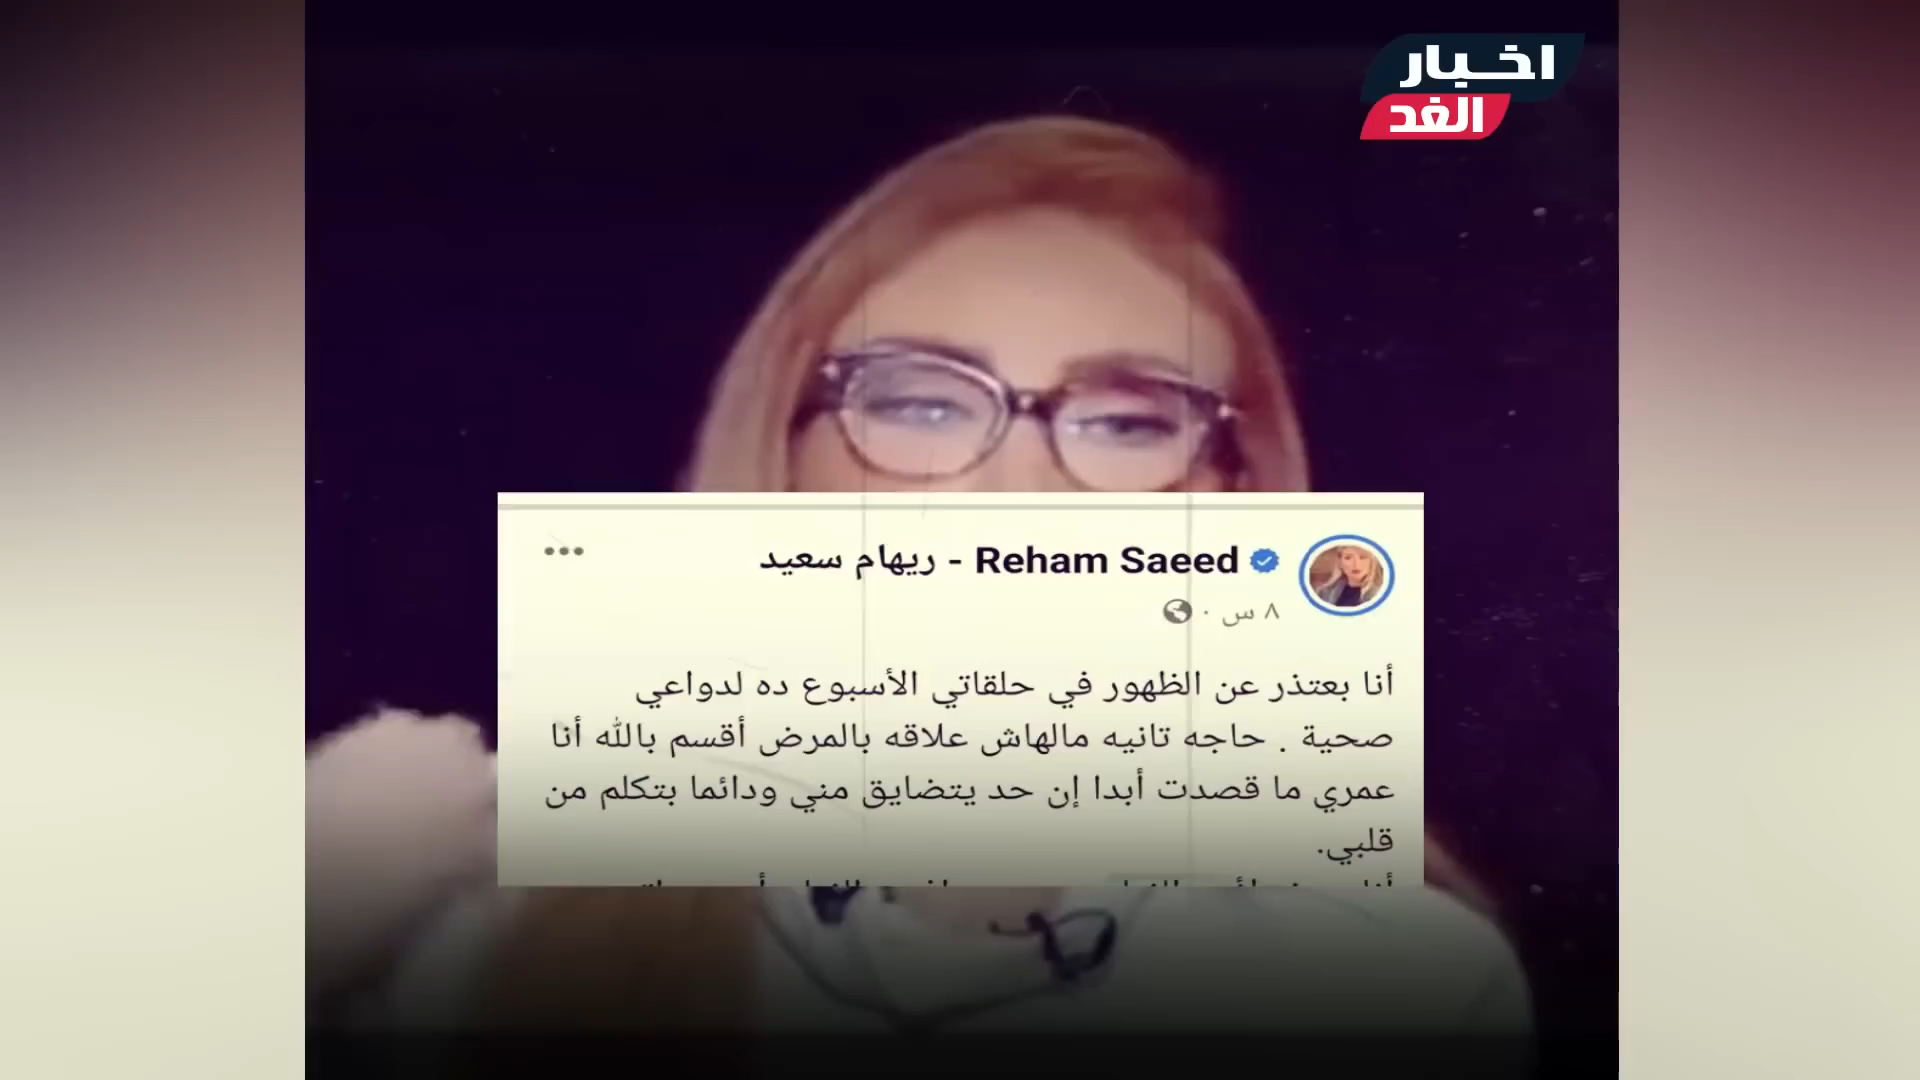 اخبار
الغد
Reham Saeed - ريهام سعيد
٨ س ·
أنا بعتذر عن الظهور في حلقاتي الأسبوع ده لدواعي
صحية . حاجه تانيه مالهاش علاقه بالمرض أقسم بالله أنا
عمري ما قصدت أبدا إن حد يتضايق مني ودائما بتكلم من
قلبي.